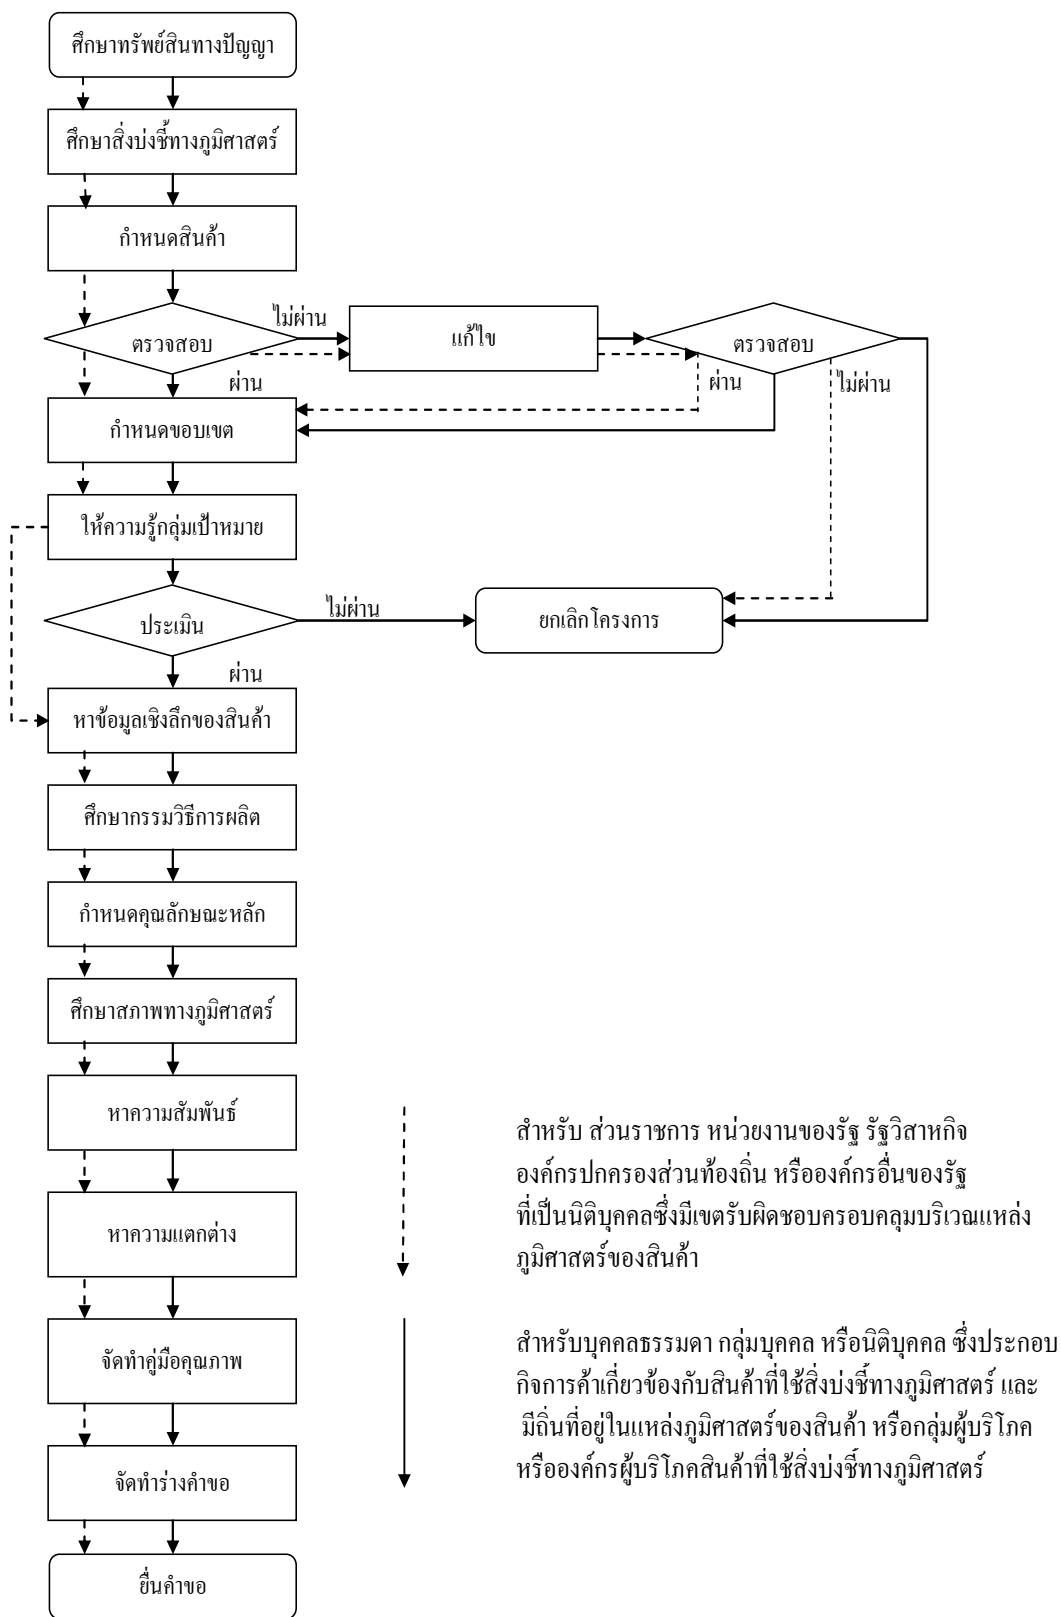 ศึกษาทรัพย์สินทางปัญญา
ศึกษาสิ่งบ่งชี้ทางภูมิศาสตร์
กำหนดสินค้า
ตรวจสอบ
ไม่ผ่าน
แก้ไข
ตรวจสอบ
ผ่าน
ผ่าน
ไม่ผ่าน
กำหนดขอบเขต
ให้ความรู้กลุ่มเป้าหมาย
ประเมิน
ไม่ผ่าน
ยกเลิกโครงการ
ผ่าน
หาข้อมูลเชิงลึกของสินค้า
ศึกษากรรมวิธีการผลิต
กำหนดคุณลักษณะหลัก
ศึกษาสภาพทางภูมิศาสตร์
หาความสัมพันธ์
หาความแตกต่าง
จัดทำคู่มือคุณภาพ
จัดทำร่างคำขอ
ยื่นคำขอ
สำหรับ ส่วนราชการ หน่วยงานของรัฐ รัฐวิสาหกิจ
องค์กรปกครองส่วนท้องถิ่น หรือองค์กรอื่นของรัฐ
ที่เป็นนิติบุคคลซึ่งมีเขตรับผิดชอบครอบคลุมบริเวณแหล่ง
ภูมิศาสตร์ของสินค้า
สำหรับบุคคลธรรมดา กลุ่มบุคคล หรือนิติบุคคล ซึ่งประกอบ
กิจการค้าเกี่ยวข้องกับสินค้าที่ใช้สิ่งบ่งชี้ทางภูมิศาสตร์ และ
มีถิ่นที่อยู่ในแหล่งภูมิศาสตร์ของสินค้า หรือกลุ่มผู้บริโภค
หรือองค์กรผู้บริโภคสินค้าที่ใช้สิ่งบ่งชี้ทางภูมิศาสตร์